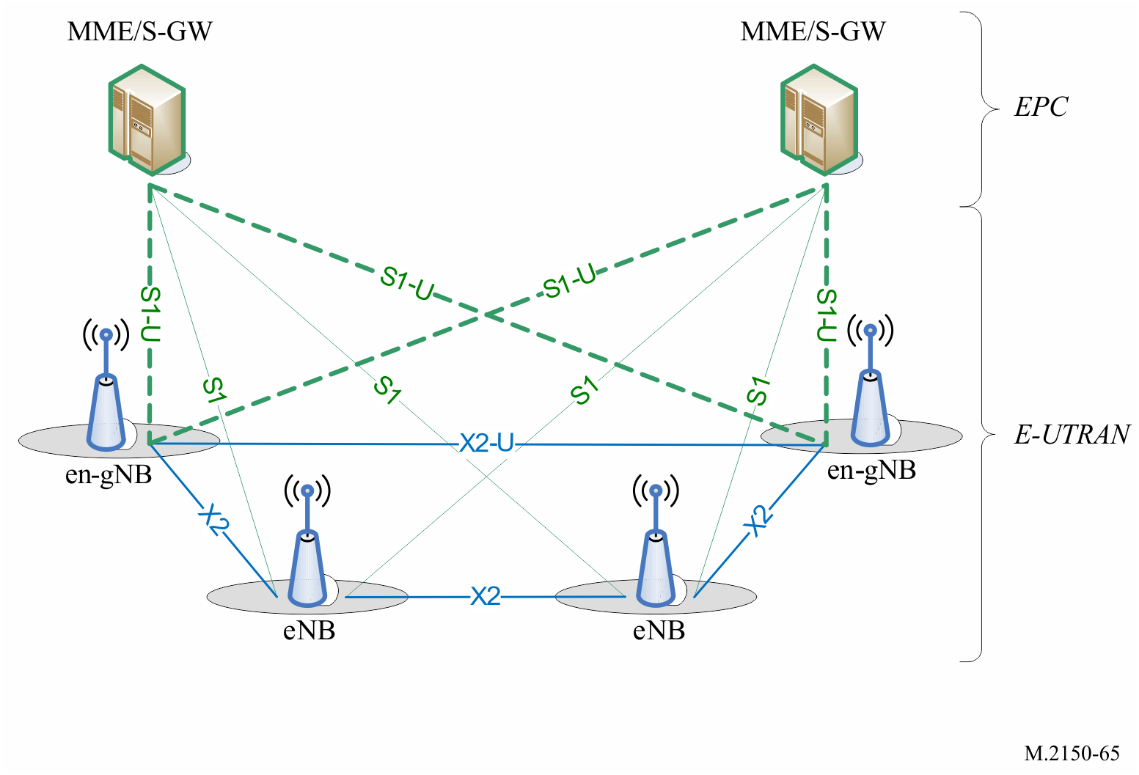 MME/S-GW
MME/S-GW
EPC
S1-U
S1-U
S1-U
S1-U
S1
S1
S1
S1
E-UTRAN
X2-U
en-gNB
en-gNB
X2
X2
X2
eNB
eNB
M.2150-65